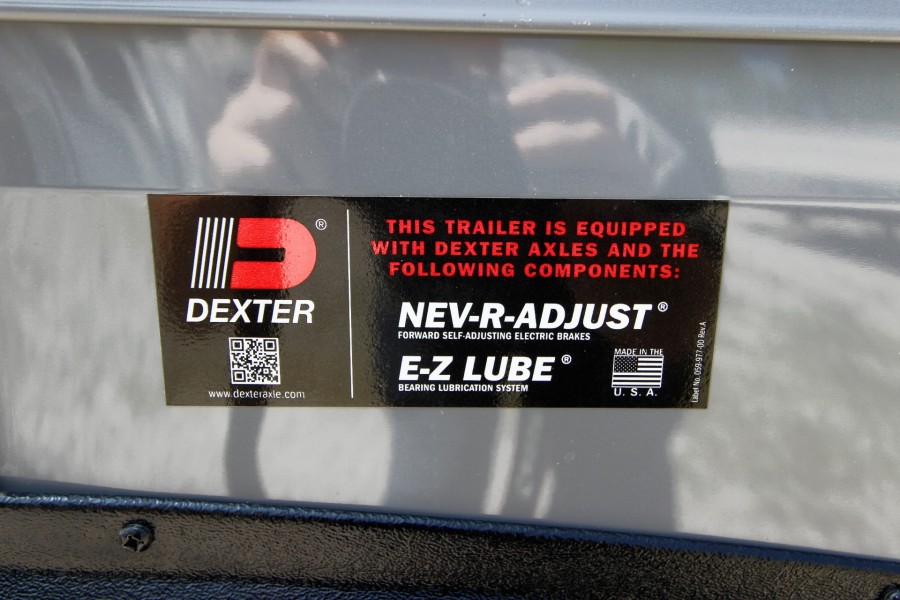 DEXTER
www.dexteraxle.com
THIS TRAILER IS EQUIPPED
WITH DEXTER AXLES AND THE
FOLLOWING COMPONENTS:
NEV-R-ADJUST®
FORWARD SELF-ADJUSTING ELECTRIC BRAKES
E-Z LUBE®
BEARING LUBRICATION SYSTEM
MADE IN THE
U. S. A.
Label No. 059-977-00 Rev.A